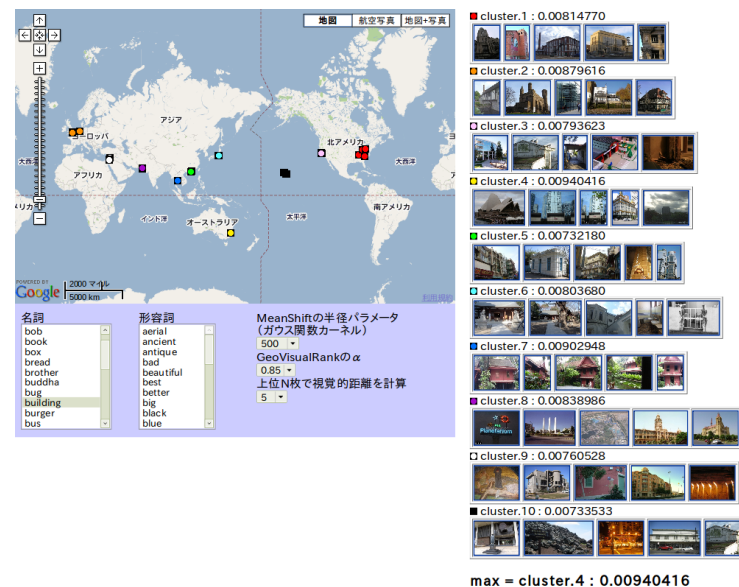 地図 航空写真 地図+写真
アジア
ヨーロッパ
北アメリカ
大西洋
アフリカ
インド洋
オーストラリア
太平洋
南アメリカ
POWERED BY
Google
2000 マイル
5000 km
利用規約
名詞
bob
book
box
bread
brother
buddha
bug
building
burger
bus
形容詞
aerial
ancient
antique
bad
beautiful
best
better
big
black
blue
MeanShiftの半径パラメータ
(ガウス関数カーネル)
500
GeoVisualRankのα
0.85
上位N枚で視覚的距離を計算
5
cluster.1 : 0.00814770
cluster.2 : 0.00879616
cluster.3 : 0.00793623
cluster.4 : 0.00940416
cluster.5 : 0.00732180
cluster.6 : 0.00803680
cluster.7 : 0.00902948
cluster.8 : 0.00838986
Planetarium
cluster.9 : 0.00760528
cluster.10 : 0.00733533
max = cluster.4 : 0.00940416